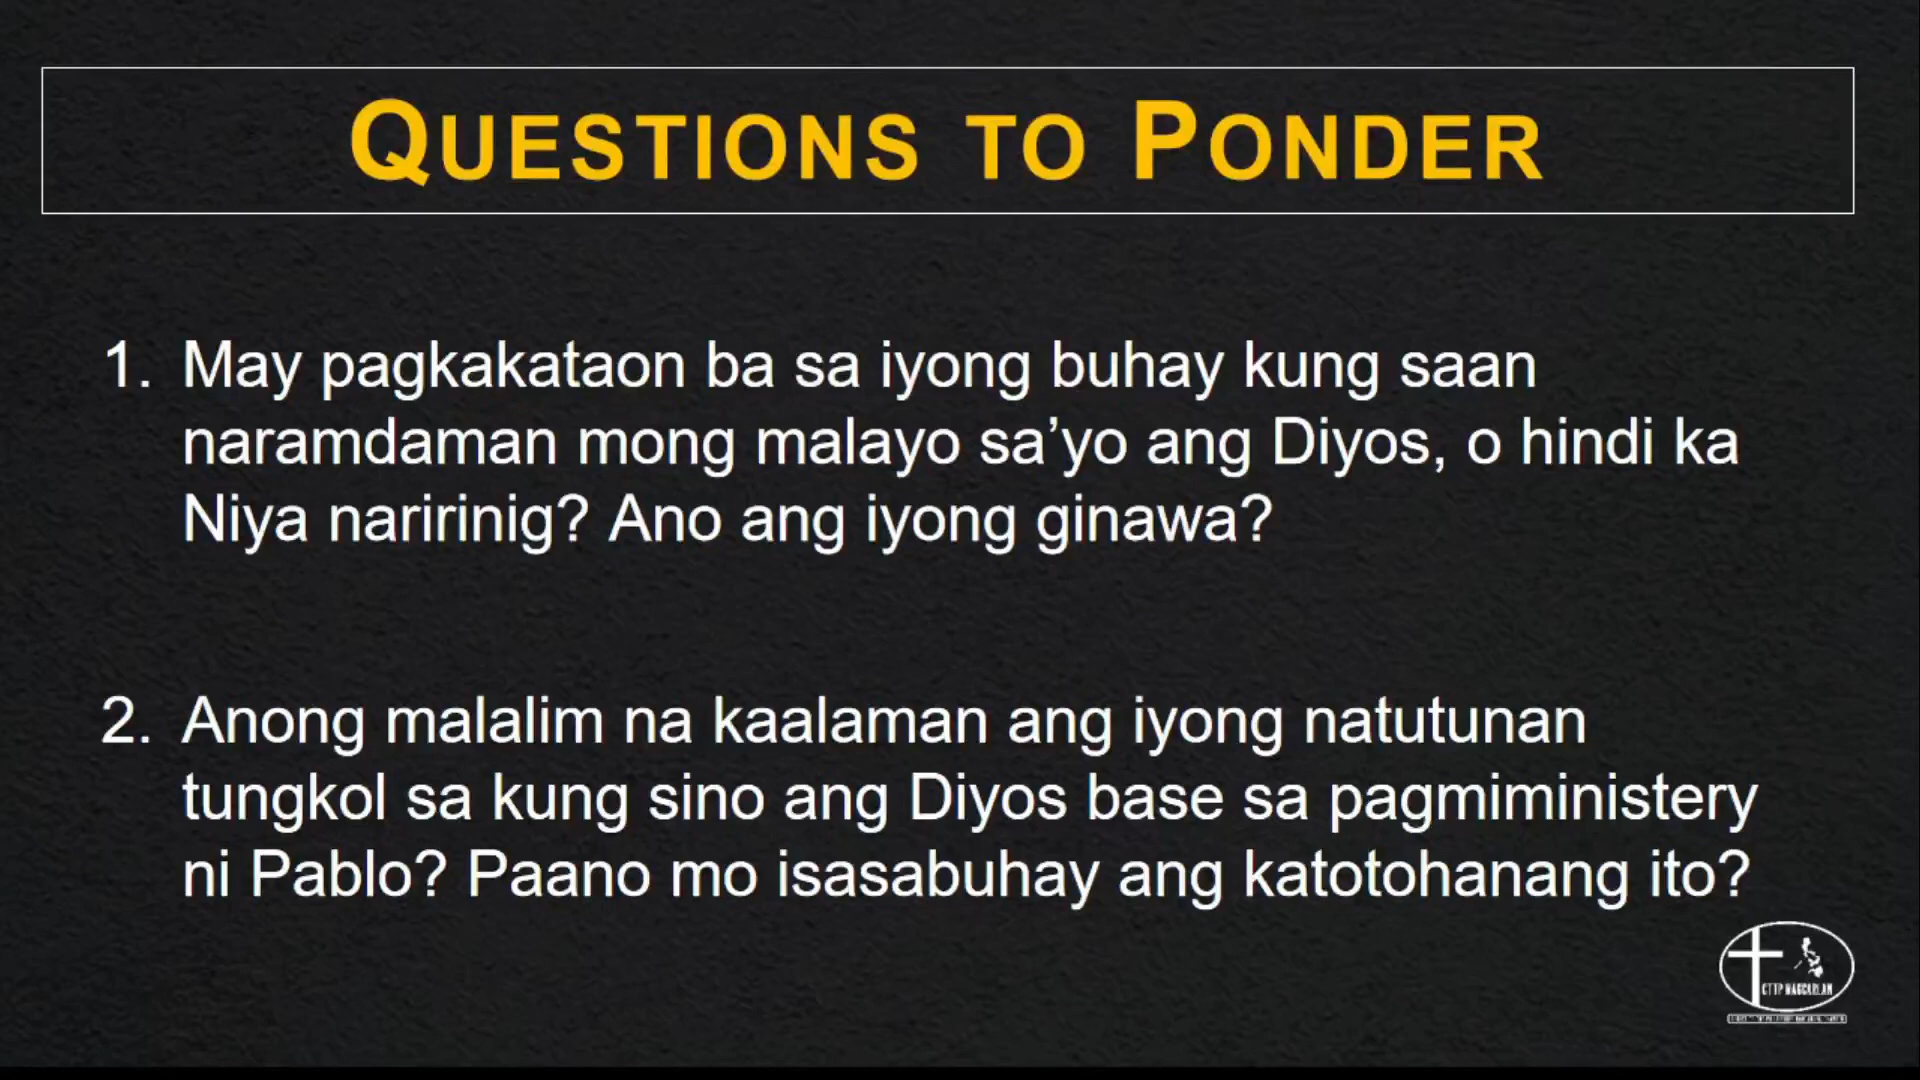 QUESTIONS TO PONDER
1. May pagkakataon ba sa iyong buhay kung saan
naramdaman mong malayo sa’yo ang Diyos, o hindi ka
Niya naririnig? Ano ang iyong ginawa?
2. Anong malalim na kaalaman ang iyong natutunan
tungkol sa kung sino ang Diyos base sa pagmiministery
ni Pablo? Paano mo isasabuhay ang katotohanang ito?
CTTP NAGCARLAN